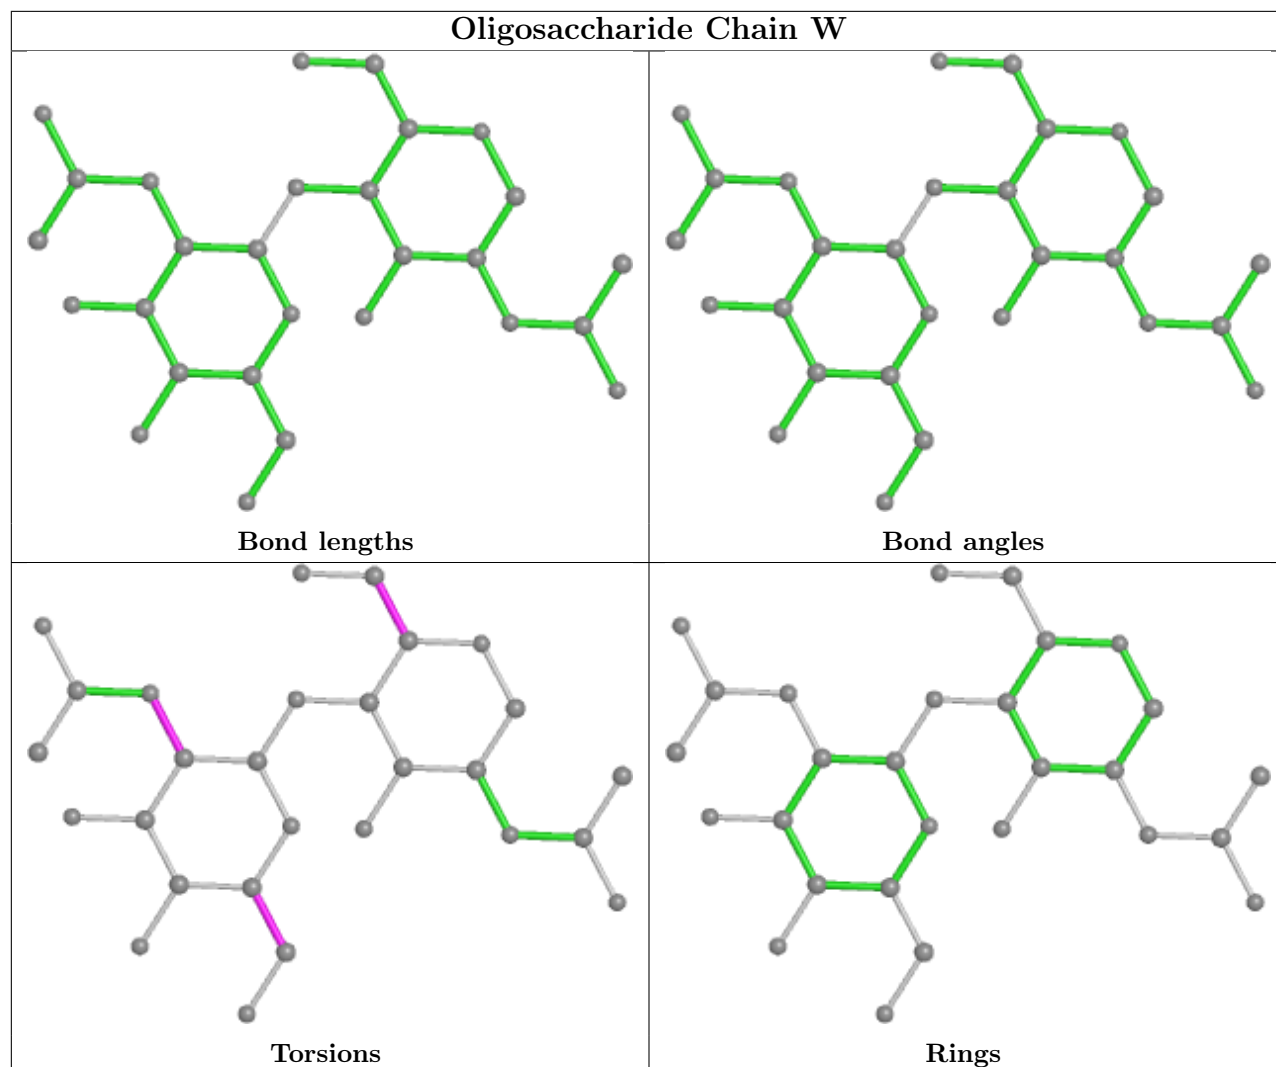 Oligosaccharide Chain W
Bond lengths
Bond angles
Torsions
Rings